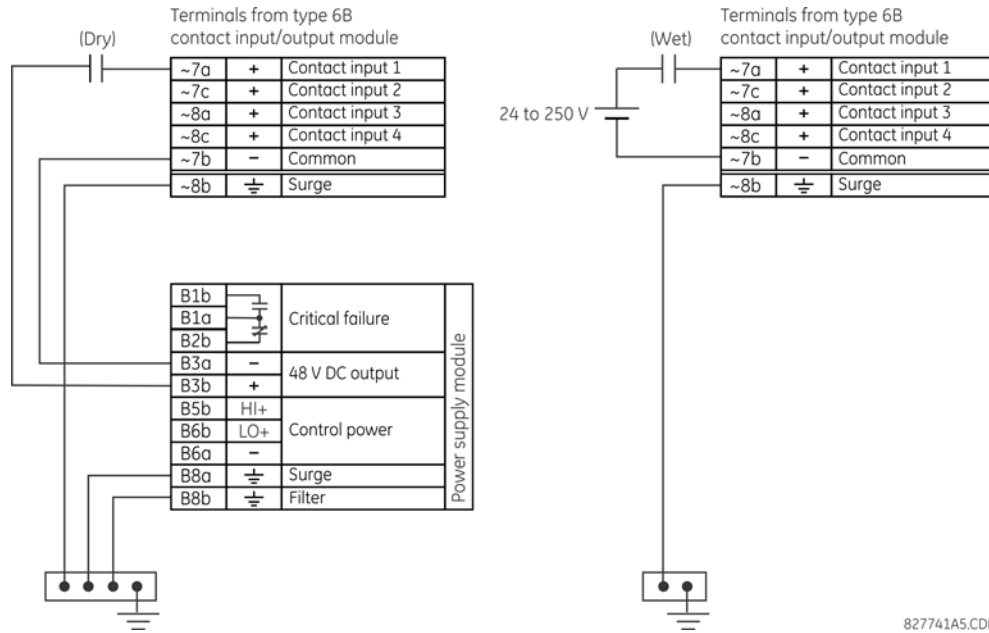 Terminals from type 6B
contact input/output module
(Dry)
~7a + Contact input 1
~7c + Contact input 2
~8a + Contact input 3
~8c + Contact input 4
~7b − Common
~8b Surge
B1b
B1a Critical failure
B2b
B3a −
48 V DC output
B3b +
B5b HI+
B6b LO+ Control power
B6a −
B8a Surge
B8b Filter
Power supply module
Terminals from type 6B
contact input/output module
(Wet)
24 to 250 V
~7a + Contact input 1
~7c + Contact input 2
~8a + Contact input 3
~8c + Contact input 4
~7b − Common
~8b Surge